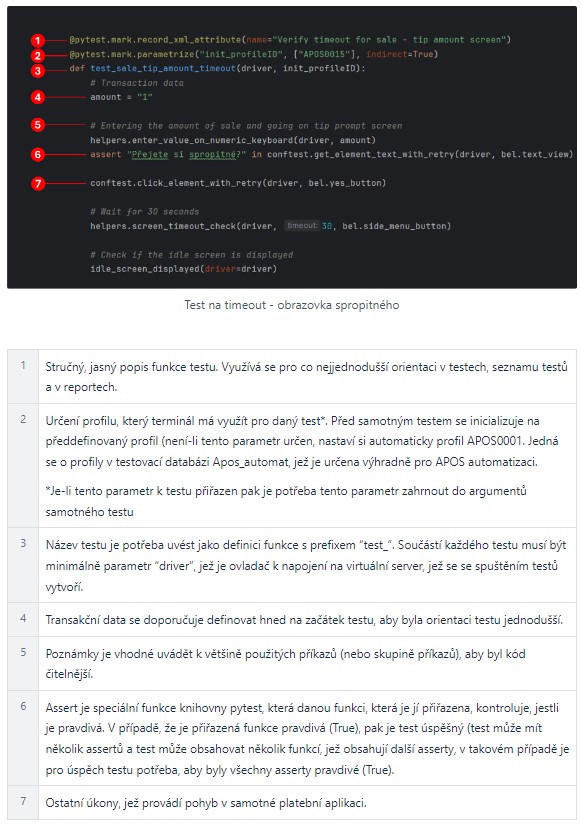 1 @pytest.mark.record_xml_attribute(name="Verify timeout for sale - tip amount screen")
2 @pytest.mark.parametrize("init_profileID", ["APOS0015"], indirect=True)
3 def test_sale_tip_amount_timeout(driver, init_profileID):
# Transaction data
4 amount = "1"
5 # Entering the amount of sale and going on tip prompt screen
helpers.enter_value_on_numeric_keyboard(driver, amount)
6 assert "Přejete si spropitné?" in conftest.get_element_text_with_retry(driver, bel.text_view)
7 conftest.click_element_with_retry(driver, bel.yes_button)
# Wait for 30 seconds
helpers.screen_timeout_check(driver, timeout: 30, bel.side_menu_button)
# Check if the idle screen is displayed
idle_screen_displayed(driver=driver)
Test na timeout - obrazovka spropitného
1 Stručný, jasný popis funkce testu. Využívá se pro co nejjednodušší orientaci v testech, seznamu testů
a v reportech.
2 Určení profilu, který terminál má využít pro daný test*. Před samotným testem se inicializuje na
předdefinovaný profil (není-li tento parametr určen, nastaví si automaticky profil APOS0001. Jedná
se o profily v testovací databázi Apos_automat, jež je určena výhradně pro APOS automatizaci.
*Je-li tento parametr k testu přiřazen pak je potřeba tento parametr zahrnout do argumentů
samotného testu
3 Název testu je potřeba uvést jako definici funkce s prefixem “test_“. Součástí každého testu musí být
minimálně parametr “driver”, jež je ovladač k napojení na virtuální server, jež se se spuštěním testů
vytvoří.
4 Transakční data se doporučuje definovat hned na začátek testu, aby byla orientaci testu jednodušší.
5 Poznámky je vhodné uvádět k většině použitých příkazů (nebo skupině příkazů), aby byl kód
čitelnější.
6 Assert je speciální funkce knihovny pytest, která danou funkci, která je jí přiřazena, kontroluje, jestli
je pravdivá. V případě, že je přiřazená funkce pravdivá (True), pak je test úspěšný (test může mít
několik assertů a test může obsahovat několik funkcí, jež obsahují další asserty, v takovém případě je
pro úspěch testu potřeba, aby byly všechny asserty pravdivé (True).
7 Ostatní úkony, jež provádí pohyb v samotné platební aplikaci.